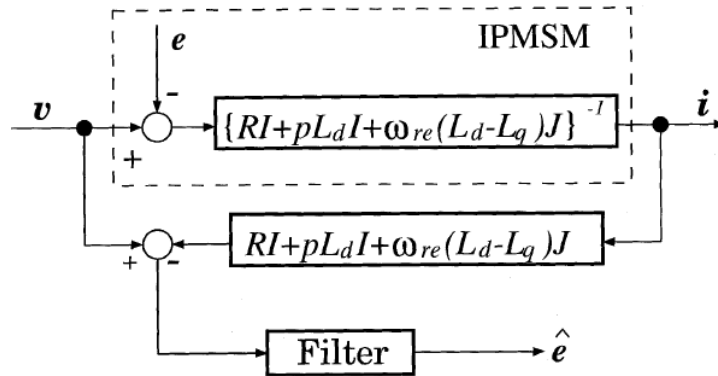 e
IPMSM
-
v
{RI+pL_dI+ω_re(L_d-L_q)J}^-1
i
+
RI+pL_dI+ω_re(L_d-L_q)J
+
-
Filter
ê